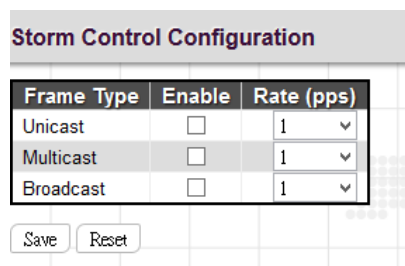 Storm Control Configuration
Frame Type Enable Rate (pps)
Unicast 1
Multicast 1
Broadcast 1
Save Reset